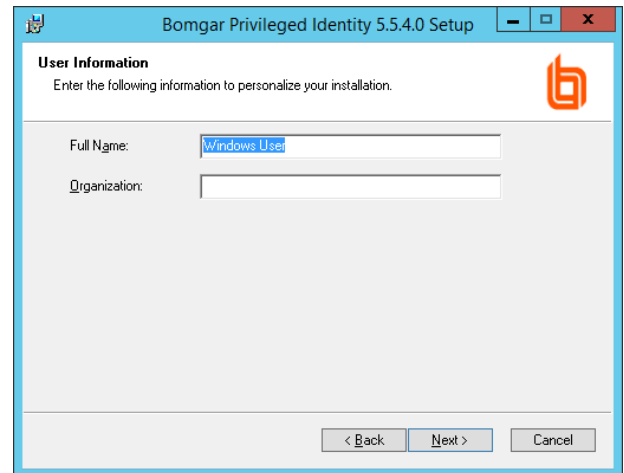 Bomgar Privileged Identity 5.5.4.0 Setup
User Information
Enter the following information to personalize your installation.
Full Name:
Windows User
Organization:
< Back
Next >
Cancel